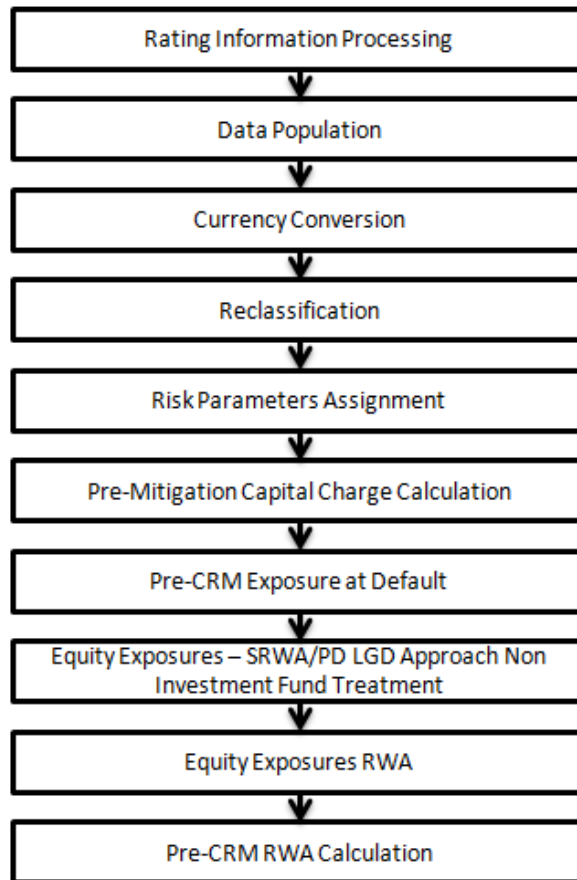 Rating Information Processing
Data Population
Currency Conversion
Reclassification
Risk Parameters Assignment
Pre-Mitigation Capital Charge Calculation
Pre-CRM Exposure at Default
Equity Exposures – SRWA/PD LGD Approach Non
Investment Fund Treatment
Equity Exposures RWA
Pre-CRM RWA Calculation